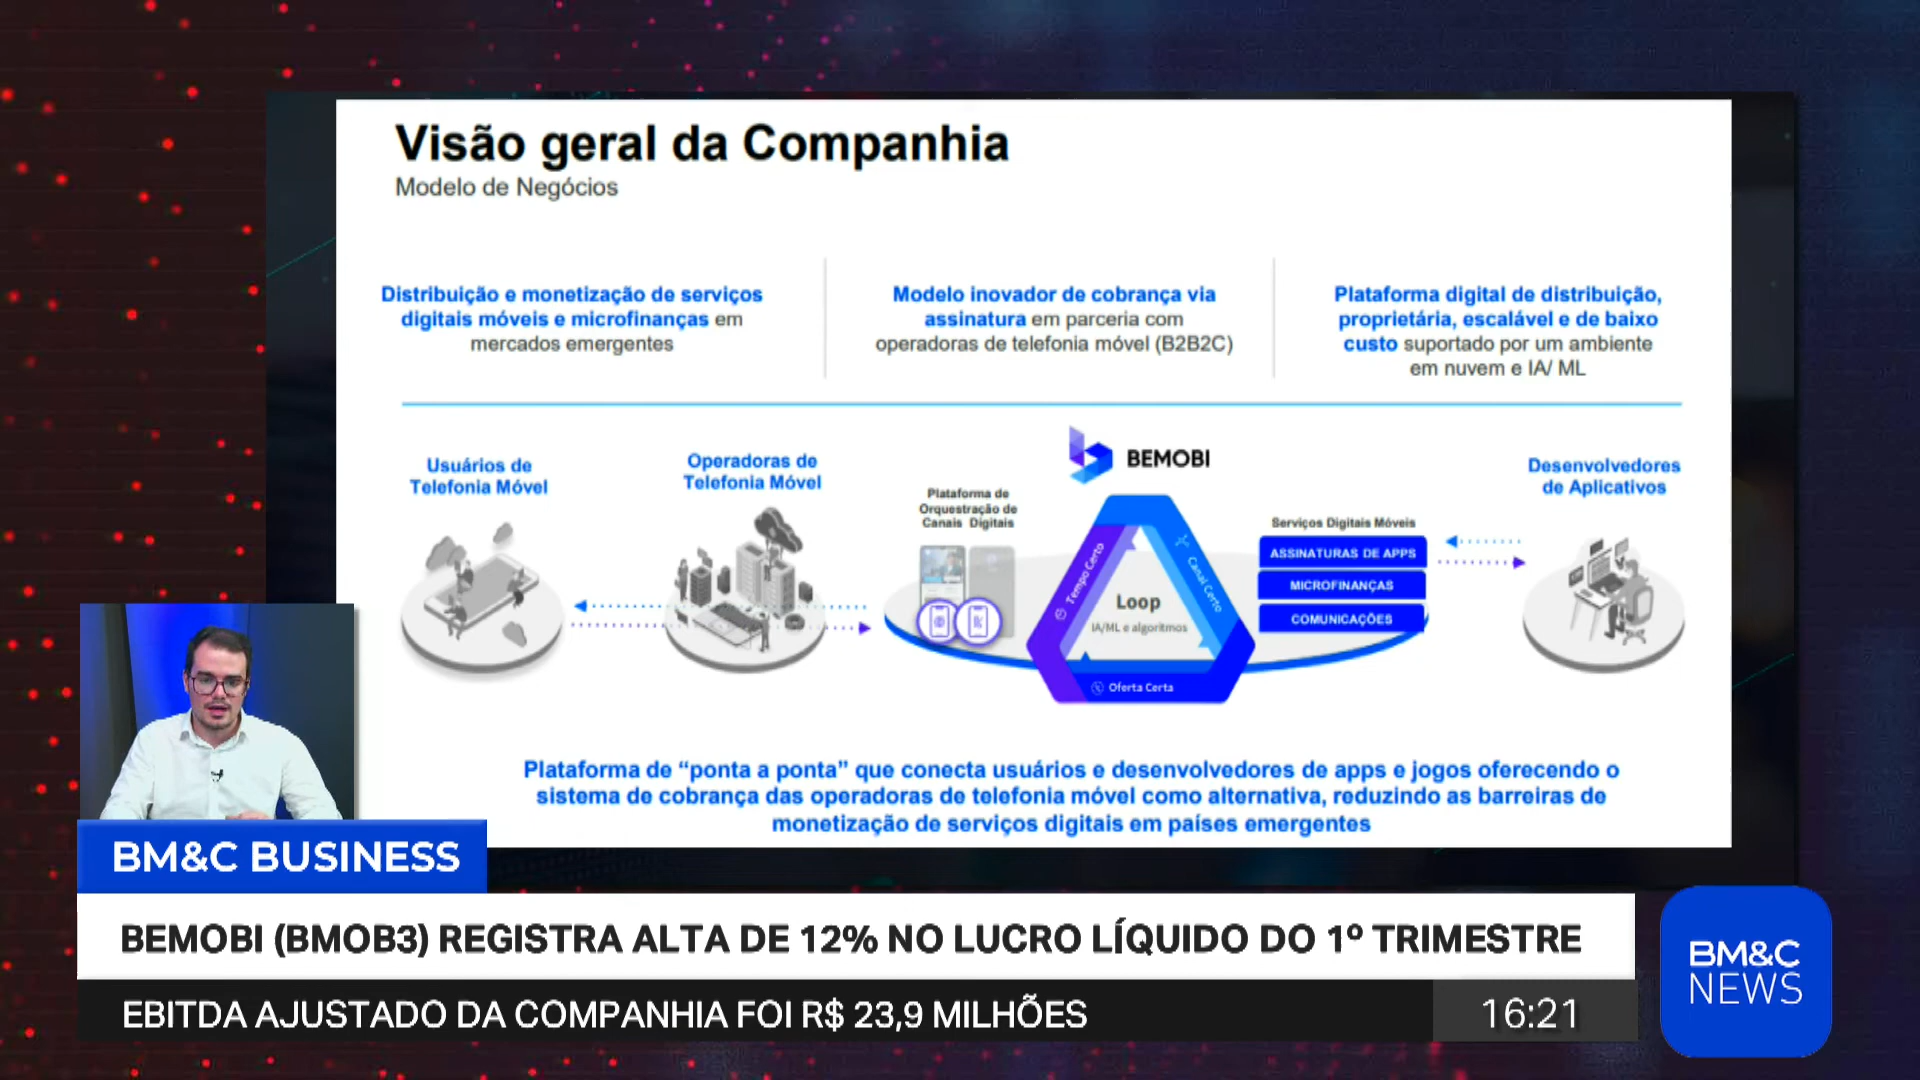 Visão geral da Companhia
Modelo de Negócios
Distribuição e monetização de serviços
digitais móveis e microfinanças em
mercados emergentes
Modelo inovador de cobrança via
assinatura em parceria com
operadoras de telefonia móvel (B2B2C)
Plataforma digital de distribuição,
proprietária, escalável e de baixo
custo suportado por um ambiente
em nuvem e IA/ ML
Usuários de
Telefonia Móvel
Operadoras de
Telefonia Móvel
Plataforma de
Orquestração de
Canais Digitais
BEMOBI
Tempo Certo
Canal Certo
Loop
IA/ML e algoritmos
Oferta Certa
Serviços Digitais Móveis
ASSINATURAS DE APPS
MICROFINANÇAS
COMUNICAÇÕES
Desenvolvedores
de Aplicativos
Plataforma de “ponta a ponta” que conecta usuários e desenvolvedores de apps e jogos oferecendo o
sistema de cobrança das operadoras de telefonia móvel como alternativa, reduzindo as barreiras de
monetização de serviços digitais em países emergentes
BM&C BUSINESS
BEMOBI (BMOB3) REGISTRA ALTA DE 12% NO LUCRO LÍQUIDO DO 1º TRIMESTRE
EBITDA AJUSTADO DA COMPANHIA FOI R$ 23,9 MILHÕES
16:21
BM&C
NEWS